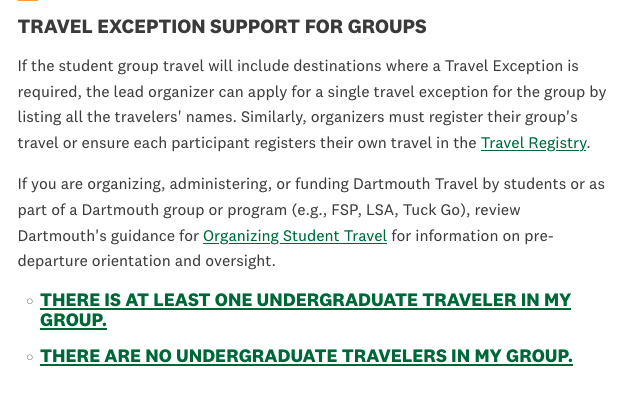 TRAVEL EXCEPTION SUPPORT FOR GROUPS
If the student group travel will include destinations where a Travel Exception is
required, the lead organizer can apply for a single travel exception for the group by
listing all the travelers' names. Similarly, organizers must register their group's
travel or ensure each participant registers their own travel in the Travel Registry.
If you are organizing, administering, or funding Dartmouth Travel by students or as
part of a Dartmouth group or program (e.g., FSP, LSA, Tuck Go), review
Dartmouth's guidance for Organizing Student Travel for information on pre-
departure orientation and oversight.
THERE IS AT LEAST ONE UNDERGRADUATE TRAVELER IN MY
GROUP.
THERE ARE NO UNDERGRADUATE TRAVELERS IN MY GROUP.